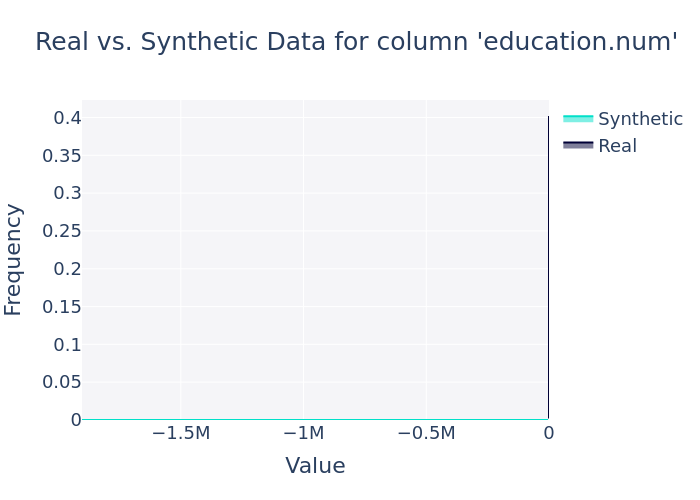 Real vs. Synthetic Data for column 'education.num'
0.4
0.35
0.3
0.25
0.2
0.15
0.1
0.05
0
Frequency
−1.5M
−1M
−0.5M
0
Value
Synthetic
Real